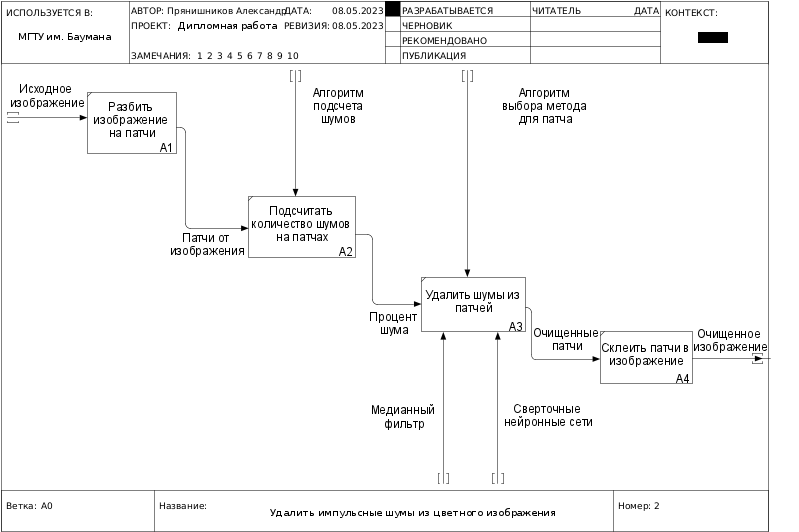 ИСПОЛЬЗУЕТСЯ В:
МГТУ им. Баумана
АВТОР: Прянишников Александр
ДАТА: 08.05.2023
ПРОЕКТ: Дипломная работа
РЕВИЗИЯ: 08.05.2023
ЗАМЕЧАНИЯ: 1 2 3 4 5 6 7 8 9 10
РАЗРАБАТЫВАЕТСЯ
ЧЕРНОВИК
РЕКОМЕНДОВАНО
ПУБЛИКАЦИЯ
ЧИТАТЕЛЬ
ДАТА
КОНТЕКСТ:
Исходное
изображение
Разбить
изображение
на патчи
A1
Алгоритм
подсчета
шумов
Алгоритм
выбора метода
для патча
Патчи от
изображения
Подсчитать
количество шумов
на патчах
A2
Процент
шума
Удалить шумы из
патчей
A3
Очищенные
патчи
Склеить патчи в
изображение
A4
Очищенное
изображение
Медианный
фильтр
Сверточные
нейронные сети
Ветка: A0
Название:
Удалить импульсные шумы из цветного изображения
Номер: 2